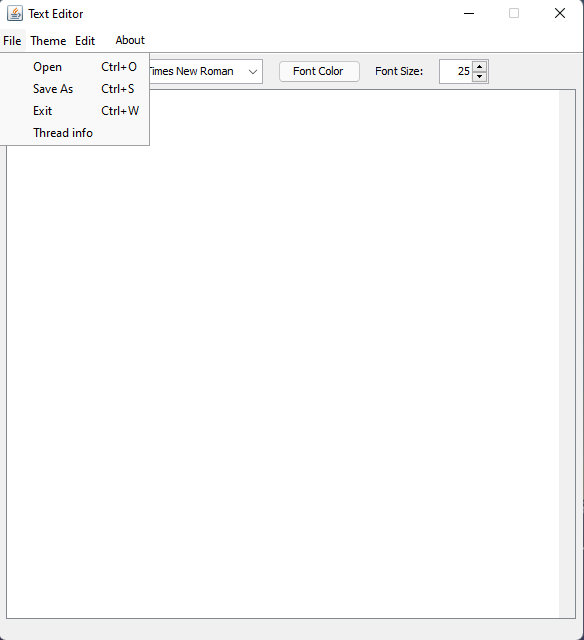 Text Editor
File Theme Edit About
Open Ctrl+O
Save As Ctrl+S
Exit Ctrl+W
Thread info
Times New Roman Font Color Font Size: 25